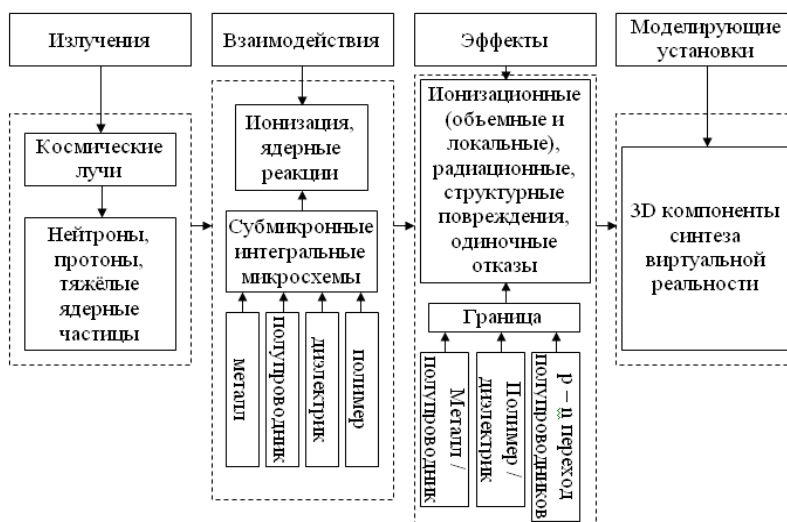 Излучения
Космические
лучи
Нейтроны,
протоны,
тяжёлые
ядерные
частицы
Взаимодействия
Ионизация,
ядерные
реакции
Субмикронные
интегральные
микросхемы
металл
полупроводник
диэлектрик
полимер
Эффекты
Ионизационные
(объемные и
локальные),
радиационные,
структурные
повреждения,
одиночные
отказы
Граница
Металл /
полупроводник
Полимер /
диэлектрик
p – n переход
полупроводников
Моделирующие
установки
3D компоненты
синтеза
виртуальной
реальности